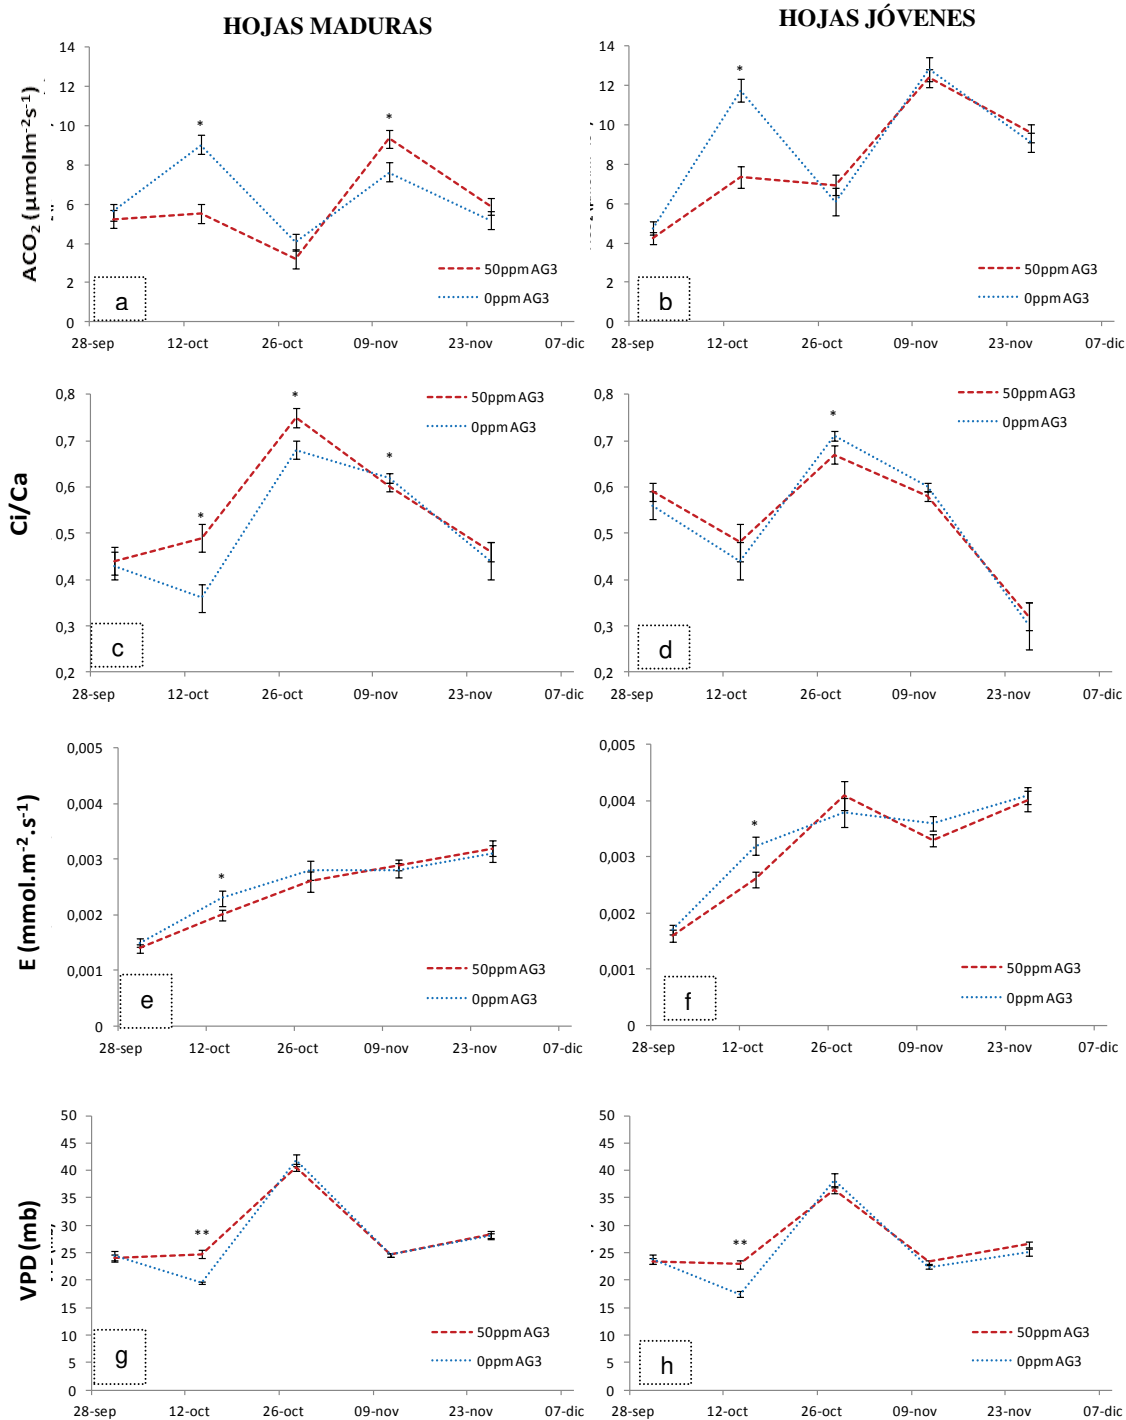 HOJAS MADURAS
HOJAS JÓVENES
ACO2 (µmolm-2s-1)
14
12
10
8
6
4
2
0
*
*
50ppm AG3
0ppm AG3
a
28-sep 12-oct 26-oct 09-nov 23-nov 07-dic
14
12
10
8
6
4
2
0
*
50ppm AG3
0ppm AG3
b
28-sep 12-oct 26-oct 09-nov 23-nov 07-dic
Ci/Ca
0,8
0,7
0,6
0,5
0,4
0,3
0,2
*
*
*
50ppm AG3
0ppm AG3
c
28-sep 12-oct 26-oct 09-nov 23-nov 07-dic
0,8
0,7
0,6
0,5
0,4
0,3
0,2
*
50ppm AG3
0ppm AG3
d
28-sep 12-oct 26-oct 09-nov 23-nov 07-dic
E (mmol.m-2.s-1)
0,005
0,004
0,003
0,002
0,001
0
*
50ppm AG3
0ppm AG3
e
28-sep 12-oct 26-oct 09-nov 23-nov 07-dic
0,005
0,004
0,003
0,002
0,001
0
*
50ppm AG3
0ppm AG3
f
28-sep 12-oct 26-oct 09-nov 23-nov 07-dic
VPD (mb)
50
45
40
35
30
25
20
15
10
5
0
**
50ppm AG3
0ppm AG3
g
28-sep 12-oct 26-oct 09-nov 23-nov 07-dic
50
45
40
35
30
25
20
15
10
5
0
**
50ppm AG3
0ppm AG3
h
28-sep 12-oct 26-oct 09-nov 23-nov 07-dic